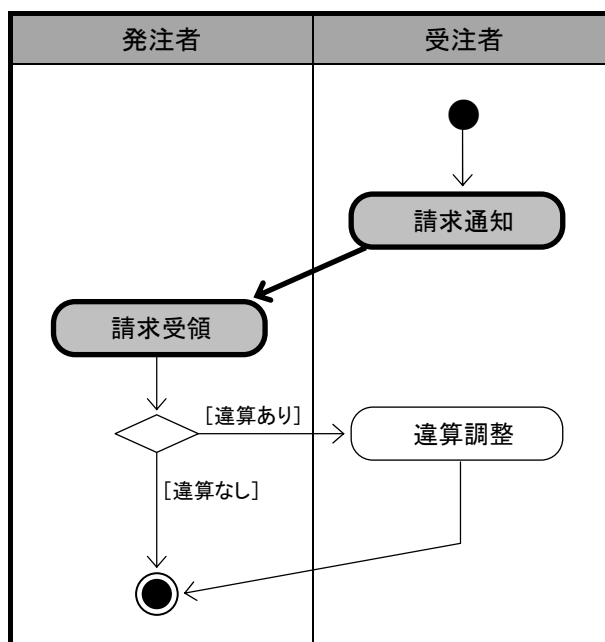 発注者
受注者
請求通知
請求受領
[違算あり]
違算調整
[違算なし]